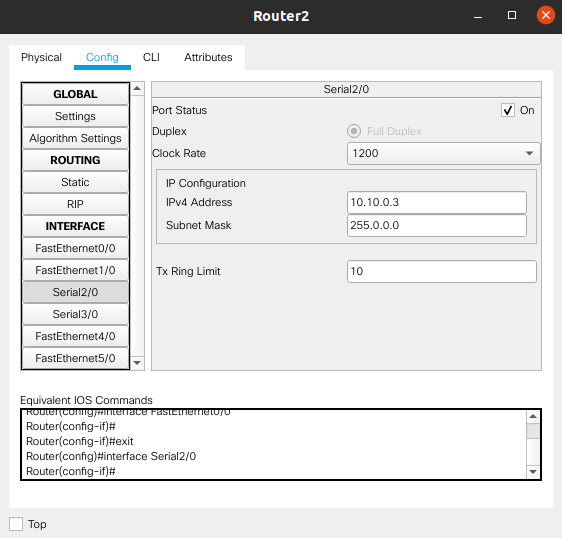 Router2
Physical Config CLI Attributes
GLOBAL
Settings
Algorithm Settings
ROUTING
Static
RIP
INTERFACE
FastEthernet0/0
FastEthernet1/0
Serial2/0
Serial3/0
FastEthernet4/0
FastEthernet5/0
Serial2/0
Port Status On
Duplex Full Duplex
Clock Rate 1200
IP Configuration
IPv4 Address 10.10.0.3
Subnet Mask 255.0.0.0
Tx Ring Limit 10
Equivalent IOS Commands
Router(config)#interface FastEthernet0/0
Router(config-if)#
Router(config-if)#exit
Router(config)#interface Serial2/0
Router(config-if)#
Top